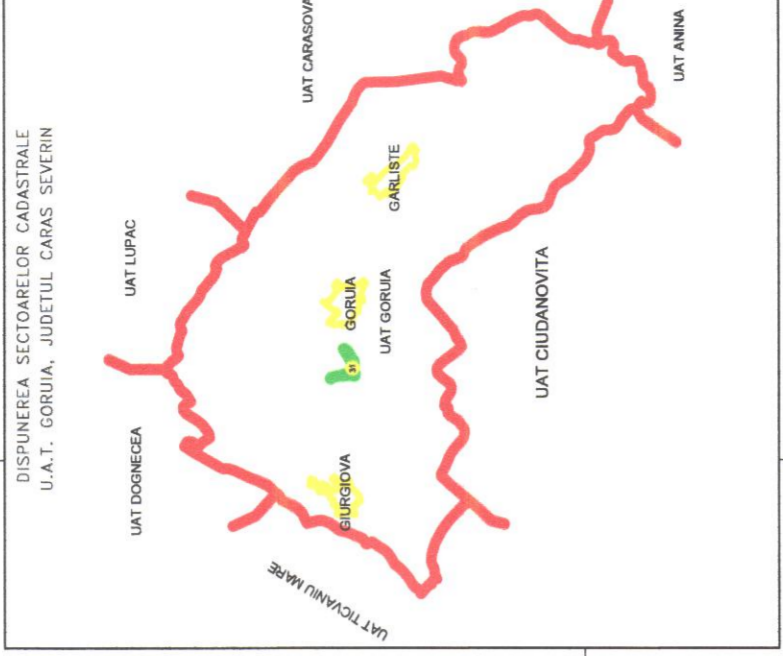 DISPUNEREA SECTOARELOR CADASTRALE
U.A.T. GORUIA, JUDETUL CARAS SEVERIN
UAT LUPAC
UAT CARASOVA
UAT DOGNECEA
GARLISTE
GORUIA
31
UAT GORUIA
GIURGIOVA
UAT ANINA
UAT CIUDANOVITA
UAT TICVANIU MARE